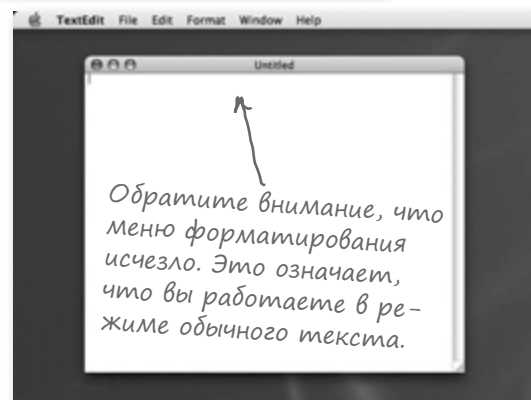 TextEdit File Edit Format Window Help
Untitled
Обратите внимание, что
меню форматирования
исчезло. Это означает,
что вы работаете в ре-
жиме обычного текста.